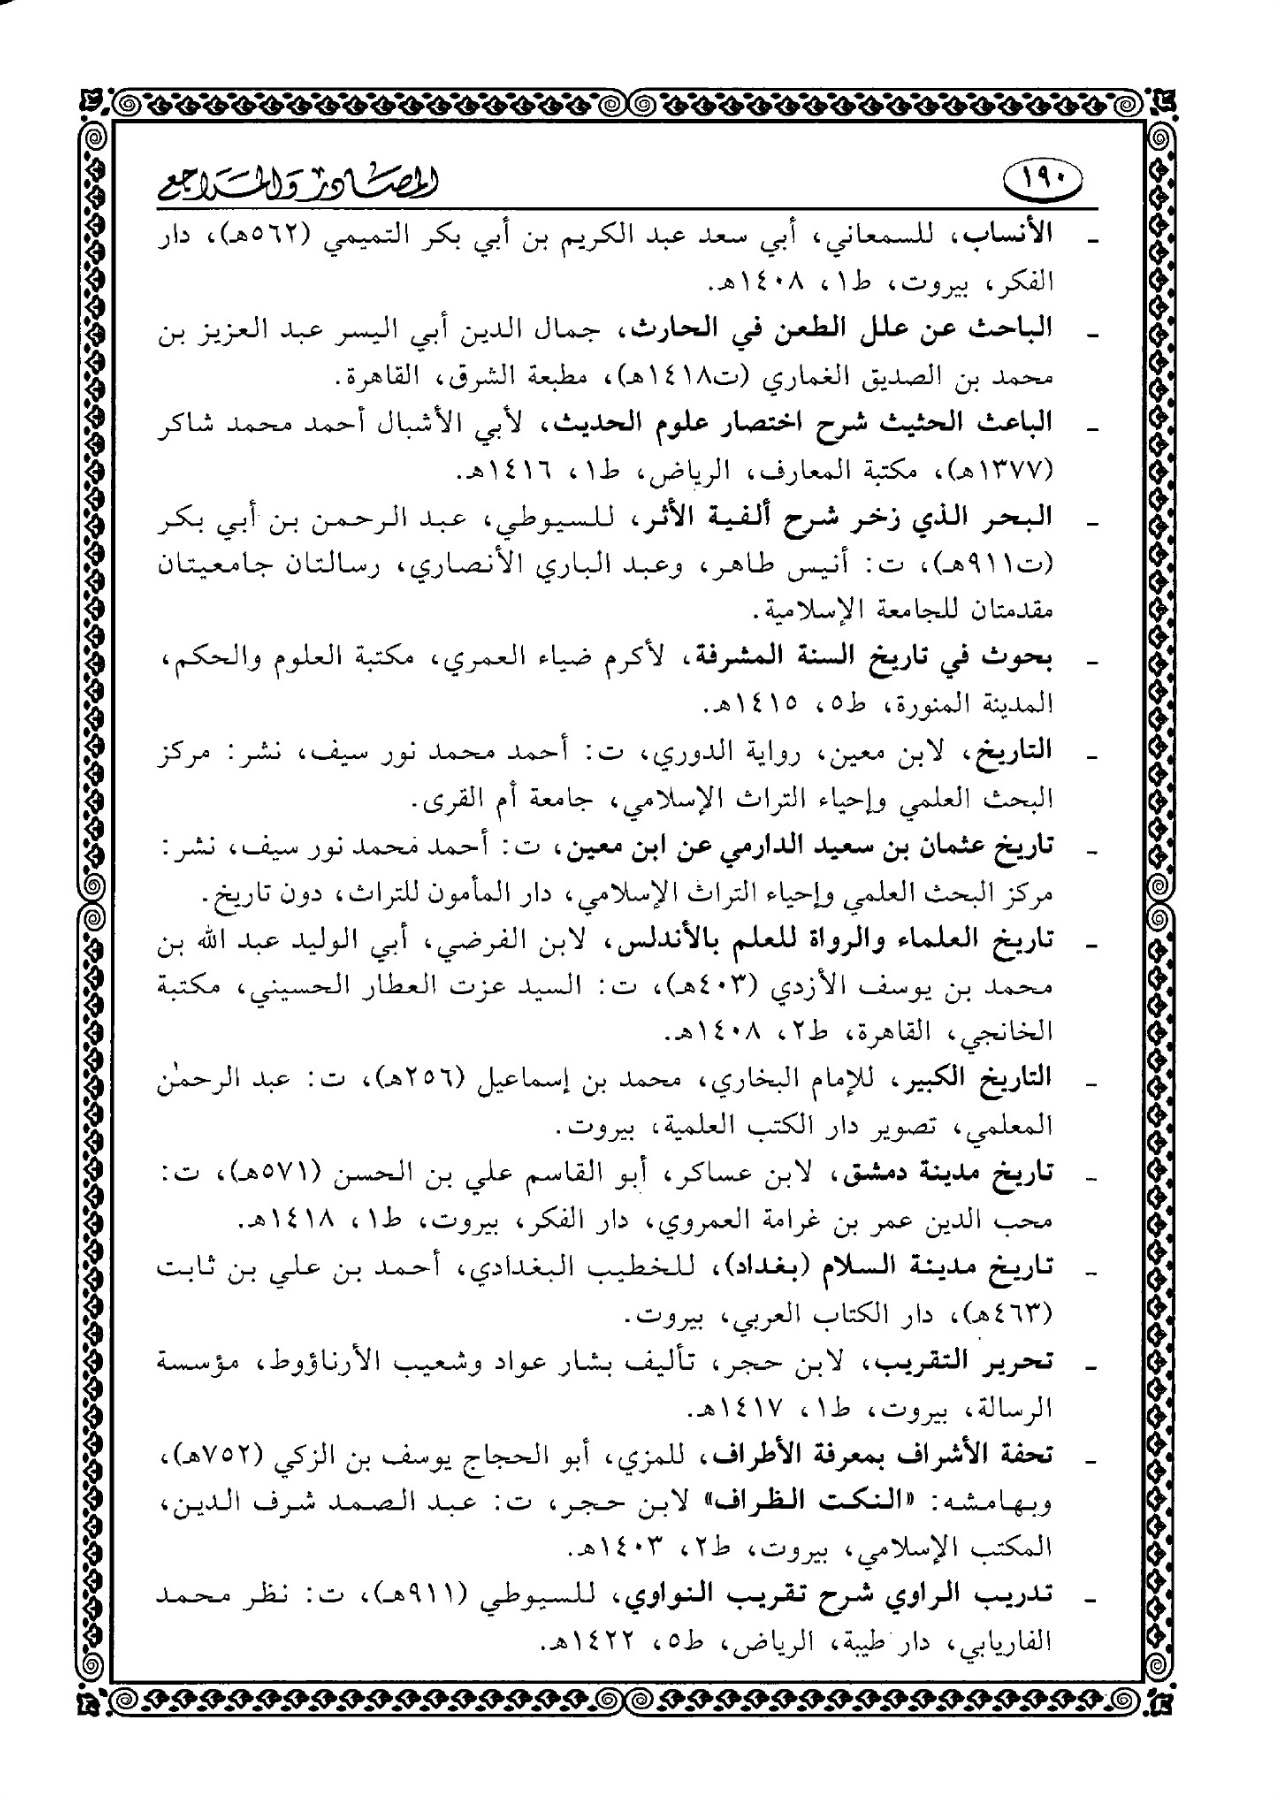 ١٩٠
المصادر والمراجع
- الأنساب، للسمعاني، أبي سعد عبد الكريم بن أبي بكر التميمي (٥٦٢هـ)، دار
الفكر، بيروت، ط١، ١٤٠٨هـ.
- الباحث عن علل الطعن في الحارث، جمال الدين أبي اليسر عبد العزيز بن
محمد بن الصديق الغماري (ت١٤١٨هـ)، مطبعة الشرق، القاهرة.
- الباعث الحثيث شرح اختصار علوم الحديث، لأبي الأشبال أحمد محمد شاكر
(١٣٧٧هـ)، مكتبة المعارف، الرياض، ط١، ١٤١٦هـ.
- البحر الذي زخر شرح ألفية الأثر، للسيوطي، عبد الرحمن بن أبي بكر
(ت٩١١هـ)، ت: أنيس طاهر، وعبد الباري الأنصاري، رسالتان جامعيتان
مقدمتان للجامعة الإسلامية.
- بحوث في تاريخ السنة المشرفة، لأكرم ضياء العمري، مكتبة العلوم والحكم،
المدينة المنورة، ط٥، ١٤١٥هـ.
- التاريخ، لابن معين، رواية الدوري، ت: أحمد محمد نور سيف، نشر: مركز
البحث العلمي وإحياء التراث الإسلامي، جامعة أم القرى.
- تاريخ عثمان بن سعيد الدارمي عن ابن معين، ت: أحمد محمد نور سيف، نشر:
مركز البحث العلمي وإحياء التراث الإسلامي، دار المأمون للتراث، دون تاريخ.
- تاريخ العلماء والرواة للعلم بالأندلس، لابن الفرضي، أبي الوليد عبد الله بن
محمد بن يوسف الأزدي (٤٠٣هـ)، ت: السيد عزت العطار الحسيني، مكتبة
الخانجي، القاهرة، ط٢، ١٤٠٨هـ.
- التاريخ الكبير، للإمام البخاري، محمد بن إسماعيل (٢٥٦هـ)، ت: عبد الرحمٰن
المعلمي، تصوير دار الكتب العلمية، بيروت.
- تاريخ مدينة دمشق، لابن عساكر، أبو القاسم علي بن الحسن (٥٧١هـ)، ت:
محب الدين عمر بن غرامة العمروي، دار الفكر، بيروت، ط١، ١٤١٨هـ.
- تاريخ مدينة السلام (بغداد)، للخطيب البغدادي، أحمد بن علي بن ثابت
(٤٦٣هـ)، دار الكتاب العربي، بيروت.
- تحرير التقريب، لابن حجر، تأليف بشار عواد وشعيب الأرناؤوط، مؤسسة
الرسالة، بيروت، ط١، ١٤١٧هـ.
- تحفة الأشراف بمعرفة الأطراف، للمزي، أبو الحجاج يوسف بن الزكي (٧٥٢هـ)،
وبهامشه: «النكت الظراف» لابن حجر، ت: عبد الصمد شرف الدين،
المكتب الإسلامي، بيروت، ط٢، ١٤٠٣هـ.
- تدريب الراوي شرح تقريب النواوي، للسيوطي (٩١١هـ)، ت: نظر محمد
الفاريابي، دار طيبة، الرياض، ط٥، ١٤٢٢هـ.